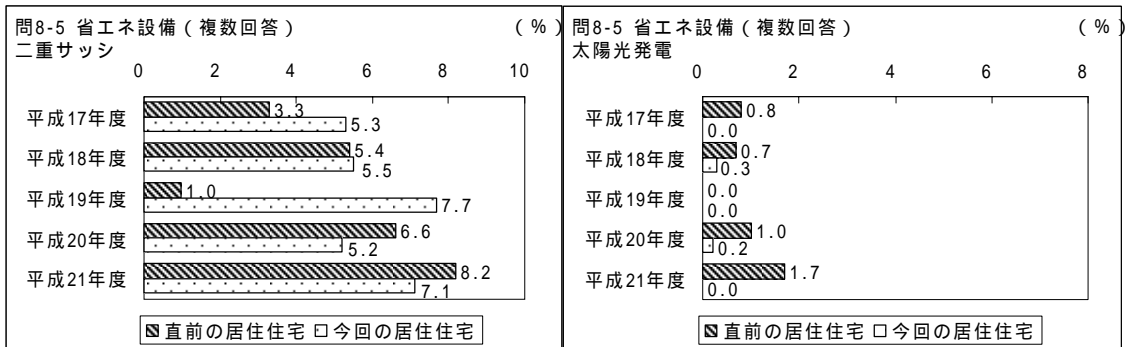 問8-5 省エネ設備（複数回答）　（％）
二重サッシ
0 2 4 6 8 10
平成17年度 3.3 5.3
平成18年度 5.4 5.5
平成19年度 1.0 7.7
平成20年度 6.6 5.2
平成21年度 8.2 7.1
直前の居住住宅 今回の居住住宅
問8-5 省エネ設備（複数回答）　（％）
太陽光発電
0 2 4 6 8
平成17年度 0.8 0.0
平成18年度 0.7 0.3
平成19年度 0.0 0.0
平成20年度 1.0 0.2
平成21年度 1.7 0.0
直前の居住住宅 今回の居住住宅